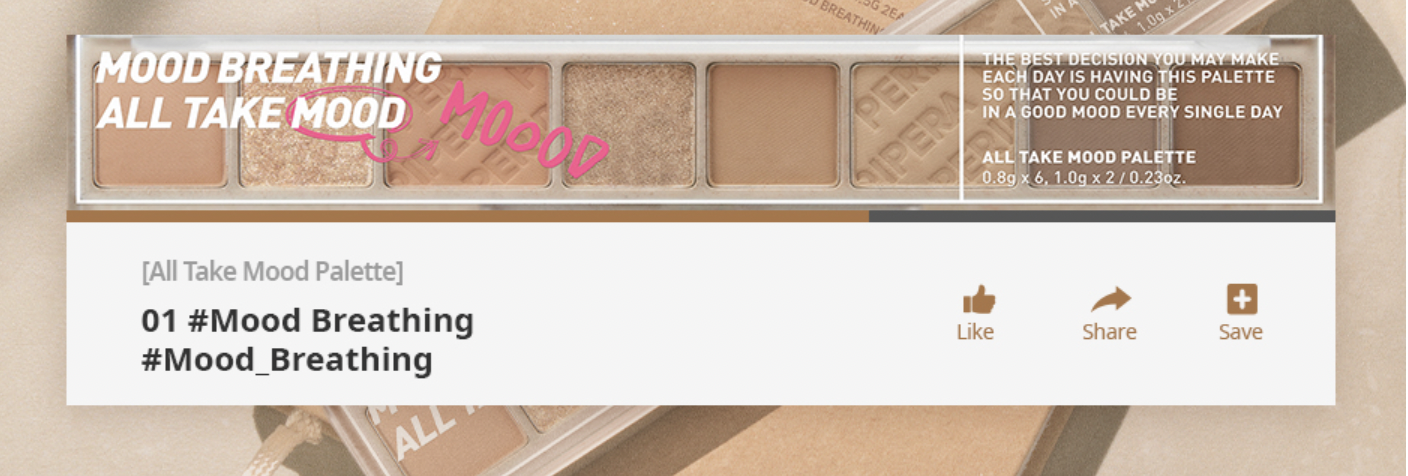 MOOD BREATHING
ALL TAKE MOOD
MOOOD
THE BEST DECISION YOU MAY MAKE
EACH DAY IS HAVING THIS PALETTE
SO THAT YOU COULD BE
IN A GOOD MOOD EVERY SINGLE DAY
ALL TAKE MOOD PALETTE
0.8g x 6, 1.0g x 2 / 0.23oz.
[All Take Mood Palette]
01 #Mood Breathing
#Mood_Breathing
Like
Share
Save
ALL